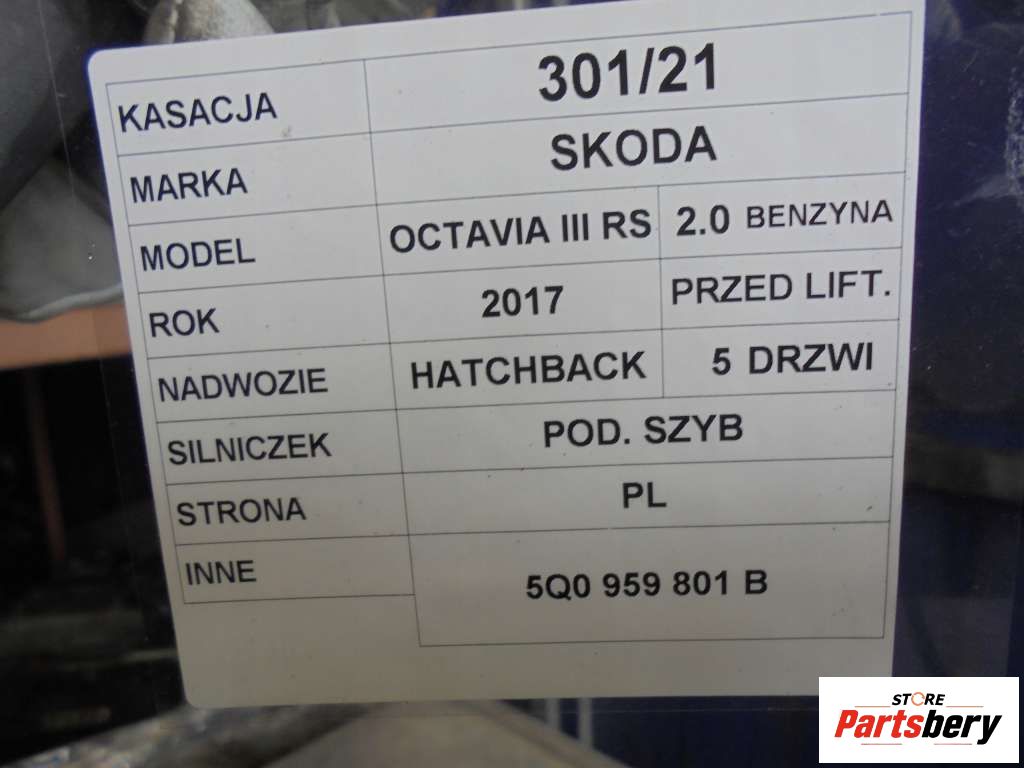 KASACJA 301/21
MARKA SKODA
MODEL OCTAVIA III RS 2.0 BENZYNA
ROK 2017 PRZED LIFT.
NADWOZIE HATCHBACK 5 DRZWI
SILNICZEK POD. SZYB
STRONA PL
INNE 5Q0 959 801 B
STORE
Partsbery